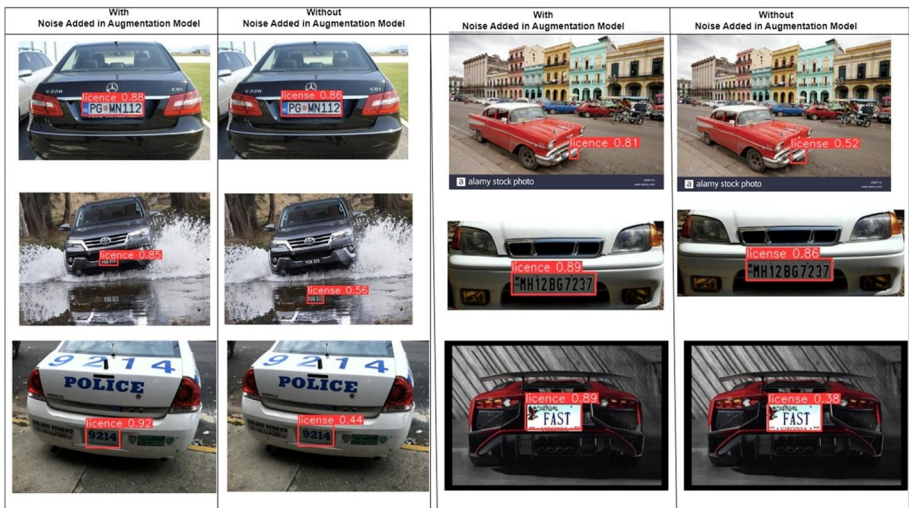 With
Noise Added in Augmentation Model
Without
Noise Added in Augmentation Model
With
Noise Added in Augmentation Model
Without
Noise Added in Augmentation Model
licence 0.88
PG MN112
licence 0.86
PG MN112
licence 0.81
a alamy stock photo
license 0.52
a alamy stock photo
licence 0.85
license 0.56
licence 0.89
MH12BG7237
licence 0.86
MH12BG7237
9214
POLICE
licence 0.92
9214
9214
POLICE
license 0.44
9214
licence 0.89
FAST
license 0.38
FAST